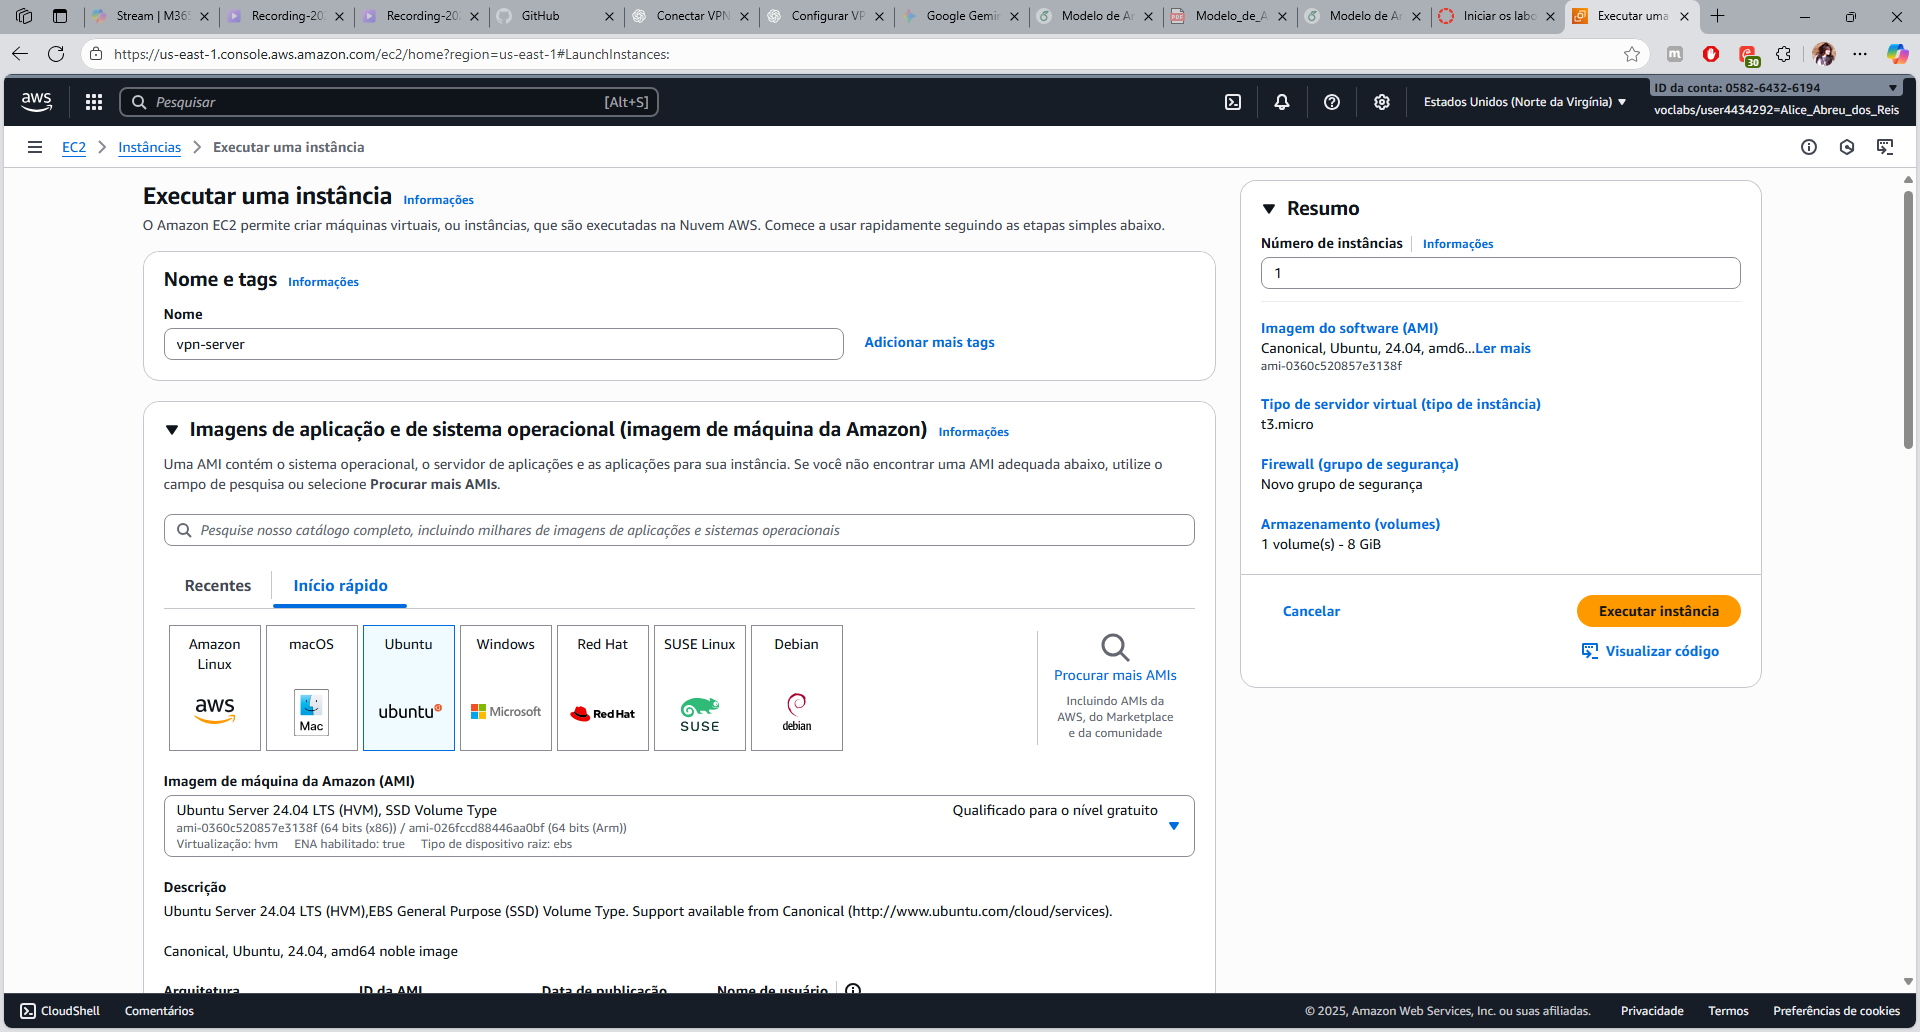 Stream | M365
Recording-202
Recording-202
GitHub
Conectar VPN
Configurar VP
Google Gemin
Modelo de Ar
Modelo_de_A
Modelo de Ar
Iniciar os labo
Executar uma
https://us-east-1.console.aws.amazon.com/ec2/home?region=us-east-1#LaunchInstances:
30
aws
Pesquisar
[Alt+S]
Estados Unidos (Norte da Virgínia)
ID da conta: 0582-6432-6194
voclabs/user4434292=Alice_Abreu_dos_Reis
EC2 > Instâncias > Executar uma instância
Executar uma instância Informações
O Amazon EC2 permite criar máquinas virtuais, ou instâncias, que são executadas na Nuvem AWS. Comece a usar rapidamente seguindo as etapas simples abaixo.
Nome e tags Informações
Nome
vpn-server
Adicionar mais tags
Imagens de aplicação e de sistema operacional (imagem de máquina da Amazon) Informações
Uma AMI contém o sistema operacional, o servidor de aplicações e as aplicações para sua instância. Se você não encontrar uma AMI adequada abaixo, utilize o
campo de pesquisa ou selecione Procurar mais AMIs.
Pesquise nosso catálogo completo, incluindo milhares de imagens de aplicações e sistemas operacionais
Recentes
Início rápido
Amazon
Linux
aws
macOS
Mac
Ubuntu
ubuntu
Windows
Microsoft
Red Hat
Red Hat
SUSE Linux
SUSE
Debian
debian
Procurar mais AMIs
Incluindo AMIs da
AWS, do Marketplace
e da comunidade
Imagem de máquina da Amazon (AMI)
Ubuntu Server 24.04 LTS (HVM), SSD Volume Type
Qualificado para o nível gratuito
ami-0360c520857e3138f (64 bits (x86)) / ami-026fccd88446aa0bf (64 bits (Arm))
Virtualização: hvm ENA habilitado: true Tipo de dispositivo raiz: ebs
Descrição
Ubuntu Server 24.04 LTS (HVM),EBS General Purpose (SSD) Volume Type. Support available from Canonical (http://www.ubuntu.com/cloud/services).
Canonical, Ubuntu, 24.04, amd64 noble image
Arquitetura ID da AMI Data de publicação Nome de usuário
Resumo
Número de instâncias Informações
1
Imagem do software (AMI)
Canonical, Ubuntu, 24.04, amd6...Ler mais
ami-0360c520857e3138f
Tipo de servidor virtual (tipo de instância)
t3.micro
Firewall (grupo de segurança)
Novo grupo de segurança
Armazenamento (volumes)
1 volume(s) - 8 GiB
Cancelar
Executar instância
Visualizar código
CloudShell
Comentários
© 2025, Amazon Web Services, Inc. ou suas afiliadas.
Privacidade
Termos
Preferências de cookies